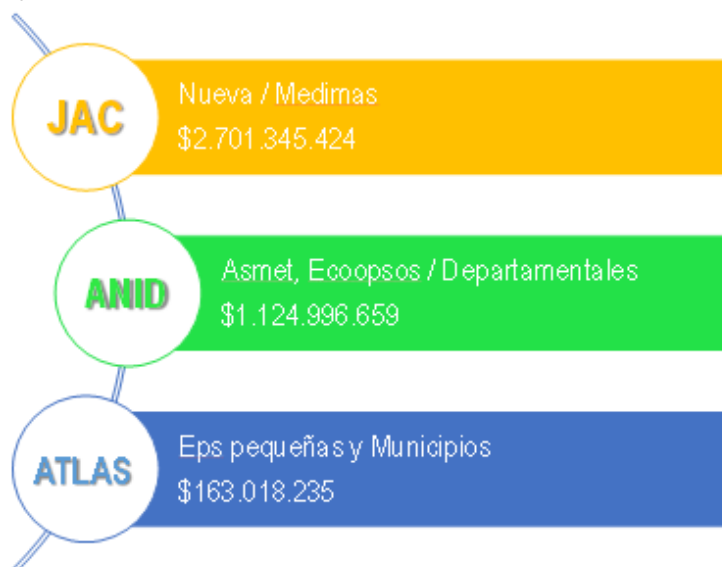 JAC
Nueva / Medimas
$2.701.345.424
ANID
Asmet, Ecoopsos / Departamentales
$1.124.996.659
ATLAS
Eps pequeñas y Municipios
$163.018.235